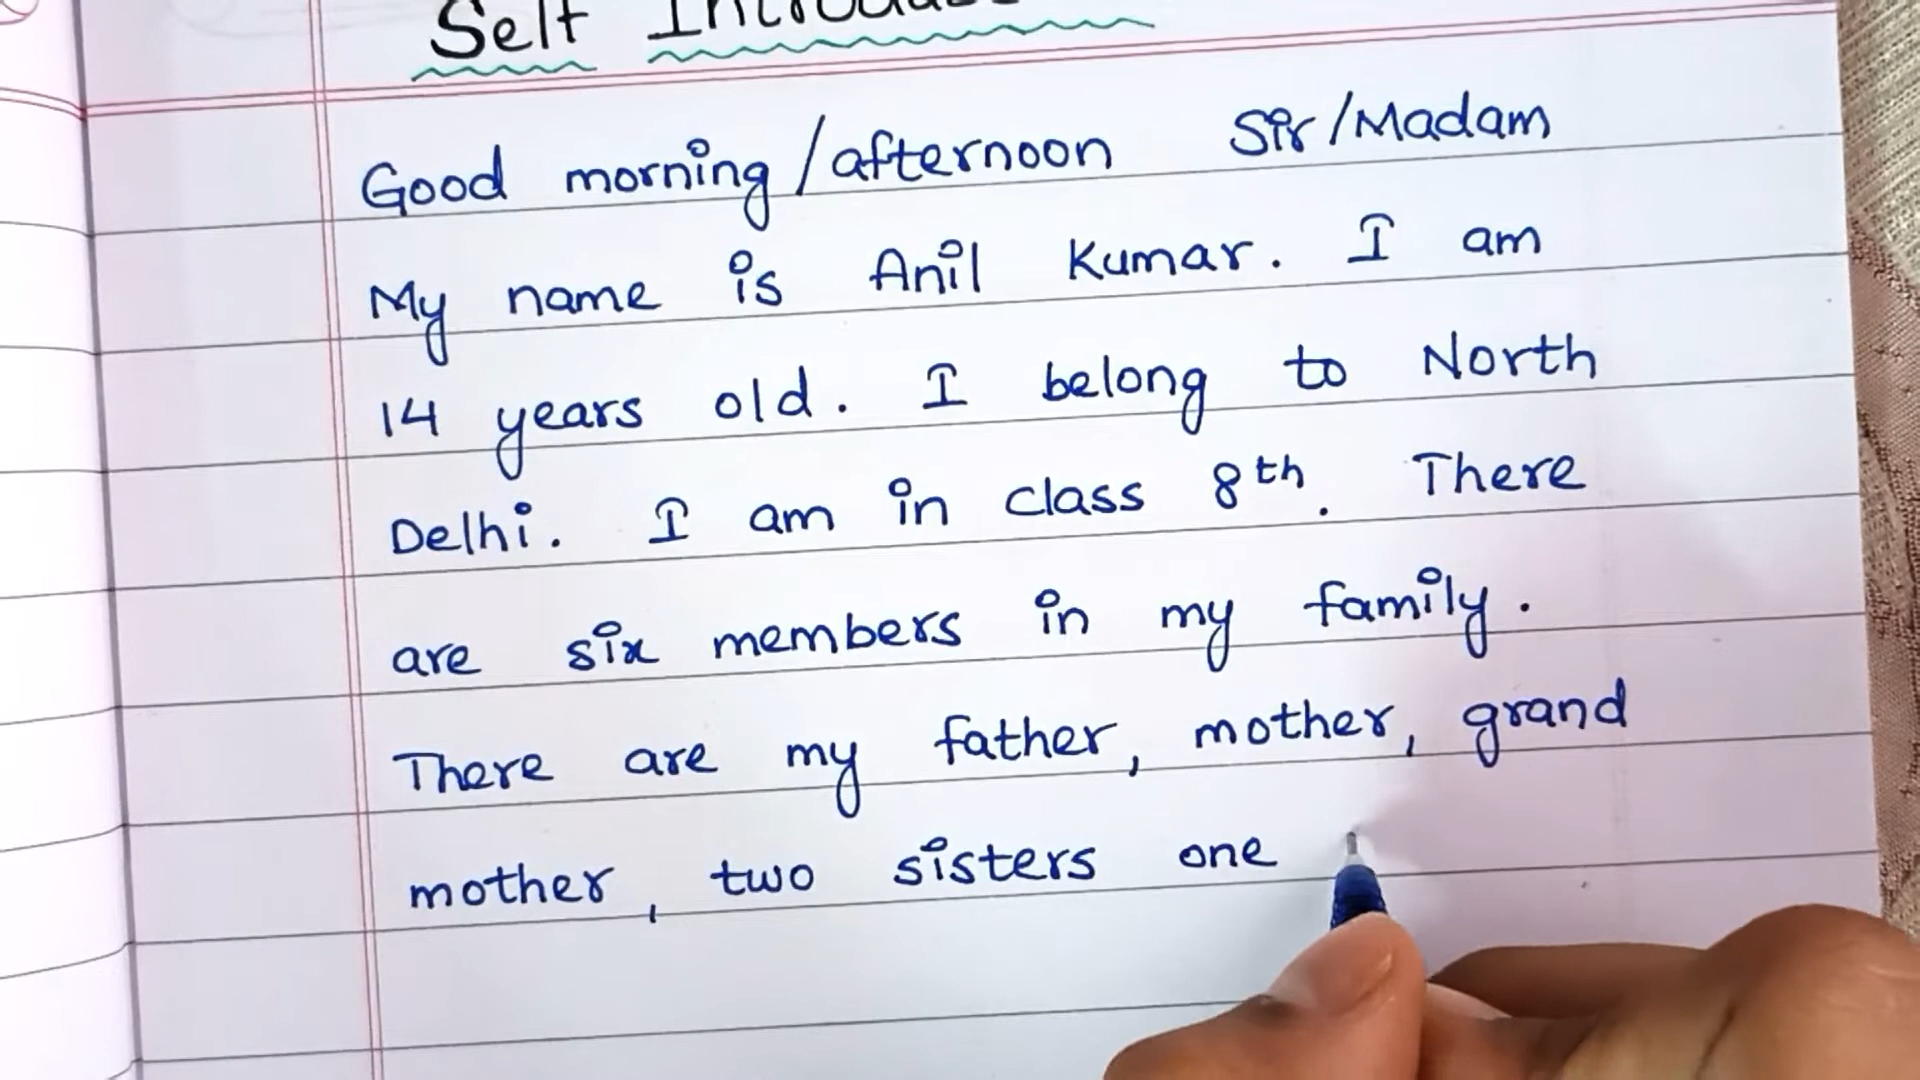 Self
Good morning/afternoon Sir/Madam
My name is Anil Kumar. I am
14 years old. I belong to North
Delhi. I am in class 8th. There
are six members in my family.
There are my father, mother, grand
mother, two sisters one